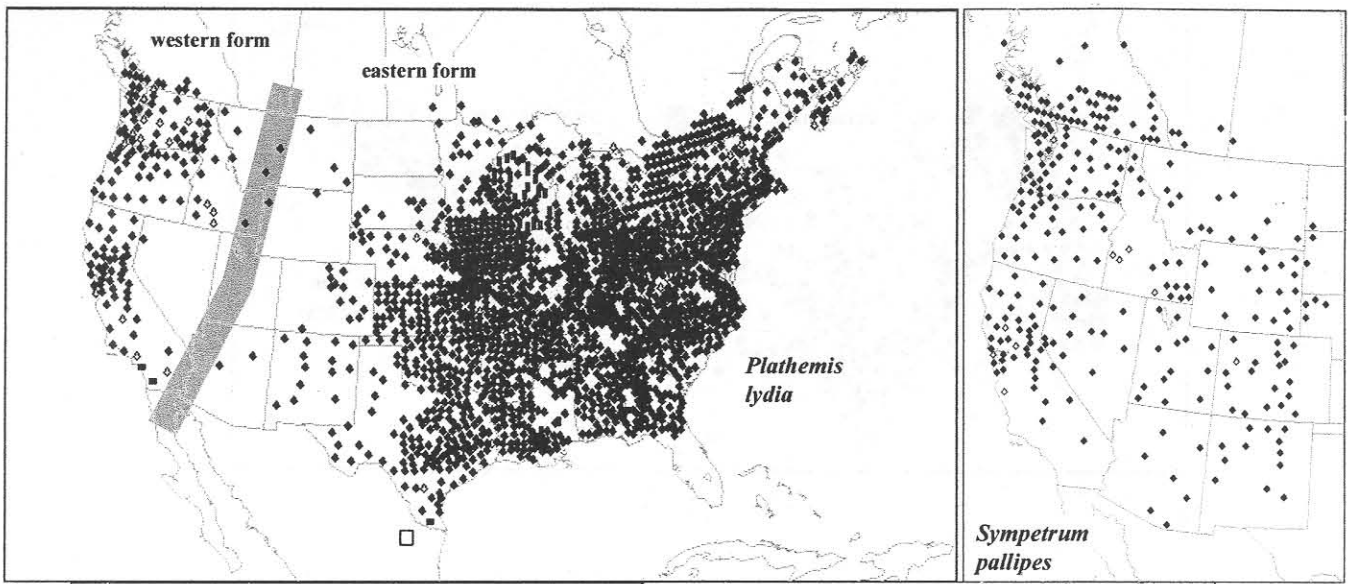 western form
eastern form
Plathemis
lydia
Sympetrum
pallipes